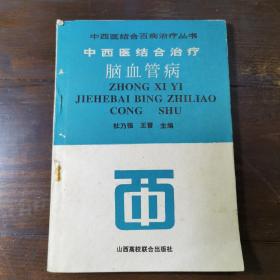 中西医结合百病治疗丛书
中西医结合治疗
脑血管病
ZHONG XI YI
JIEHEBAI BING ZHILIAO
CONG SHU
杜乃强 王晋 主编
山西高校联合出版社